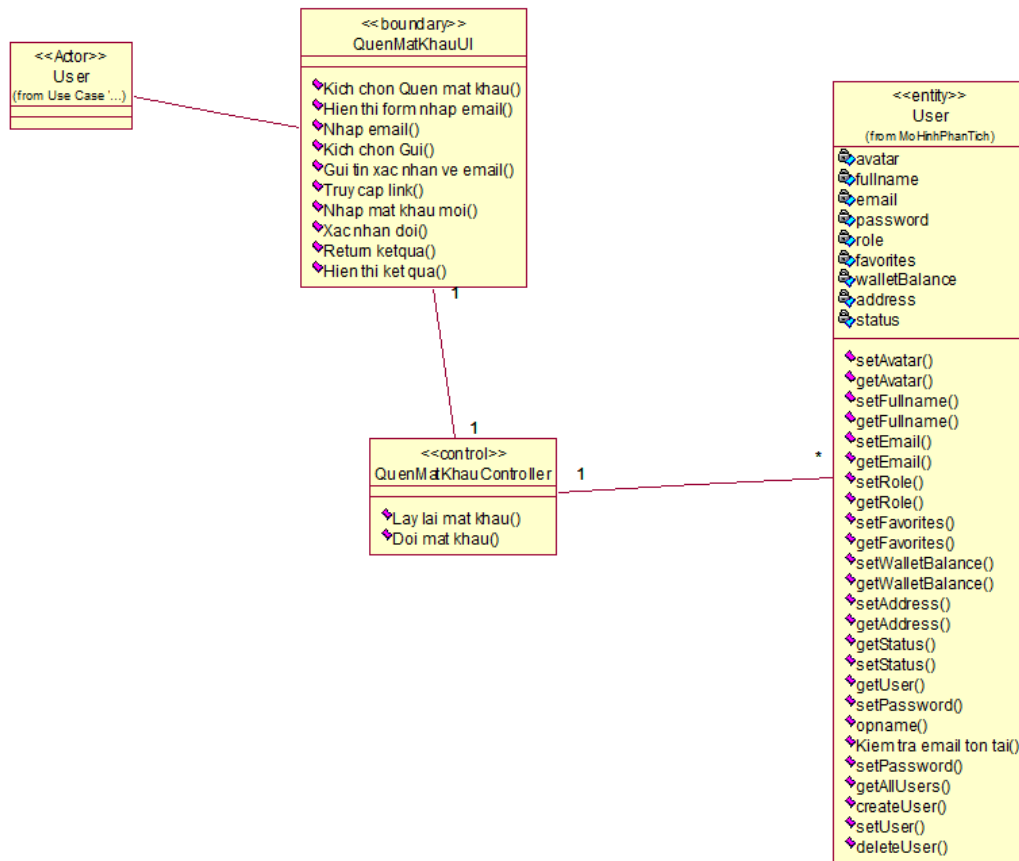 <<Actor>>
User
(from Use Case '...)
<<boundary>>
QuenMatKhauUI
Kich chon Quen mat khau()
Hien thi form nhap email()
Nhap email()
Kich chon Gui()
Gui tin xac nhan ve email()
Truy cap link()
Nhap mat khau moi()
Xac nhan doi()
Return ketqua()
Hien thi ket qua()
1
1
<<control>>
QuenMatKhauController
Lay lai mat khau()
Doi mat khau()
1
*
<<entity>>
User
(from MoHinhPhanTich)
avatar
fullname
email
password
role
favorites
walletBalance
address
status
setAvatar()
getAvatar()
setFullname()
getFullname()
setEmail()
getEmail()
setRole()
getRole()
setFavorites()
getFavorites()
setWalletBalance()
getWalletBalance()
setAddress()
getAddress()
getStatus()
setStatus()
getUser()
setPassword()
opname()
Kiem tra email ton tai()
setPassword()
getAllUsers()
createUser()
setUser()
deleteUser()